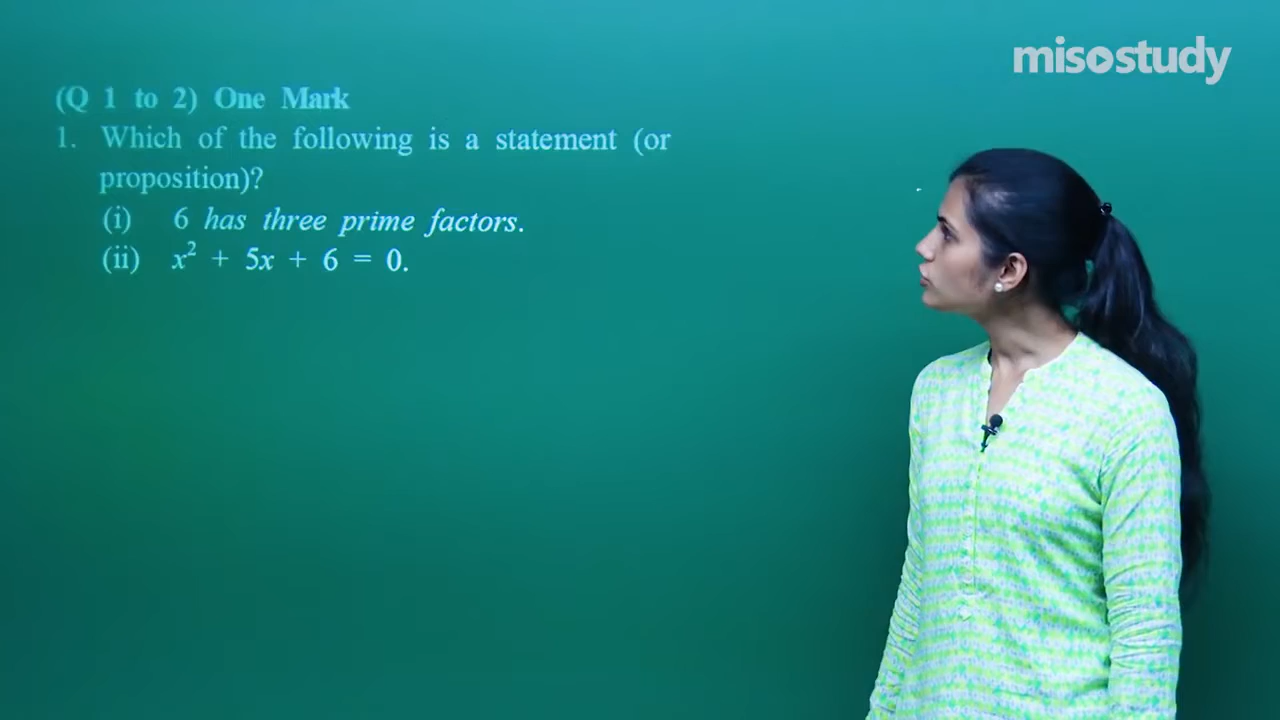 misostudy
(Q 1 to 2) One Mark
1. Which of the following is a statement (or
proposition)?
(i) 6 has three prime factors.
(ii) x² + 5x + 6 = 0.